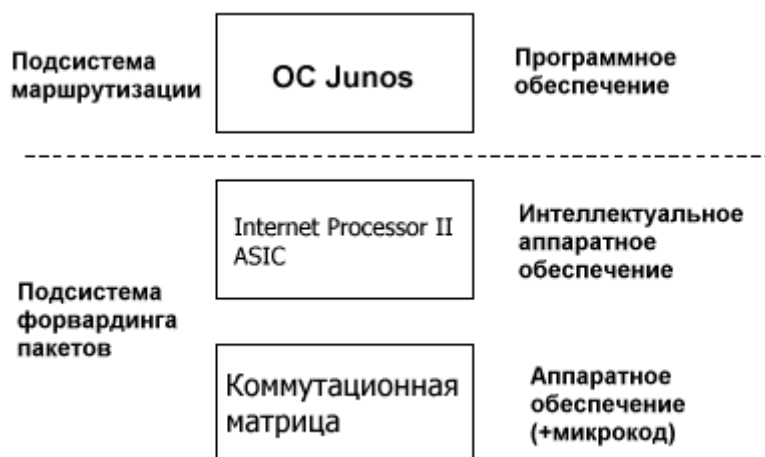 Подсистема
маршрутизации
ОС Junos
Программное
обеспечение
Подсистема
форвардинга
пакетов
Internet Processor II
ASIC
Интеллектуальное
аппаратное
обеспечение
Коммутационная
матрица
Аппаратное
обеспечение
(+микрокод)